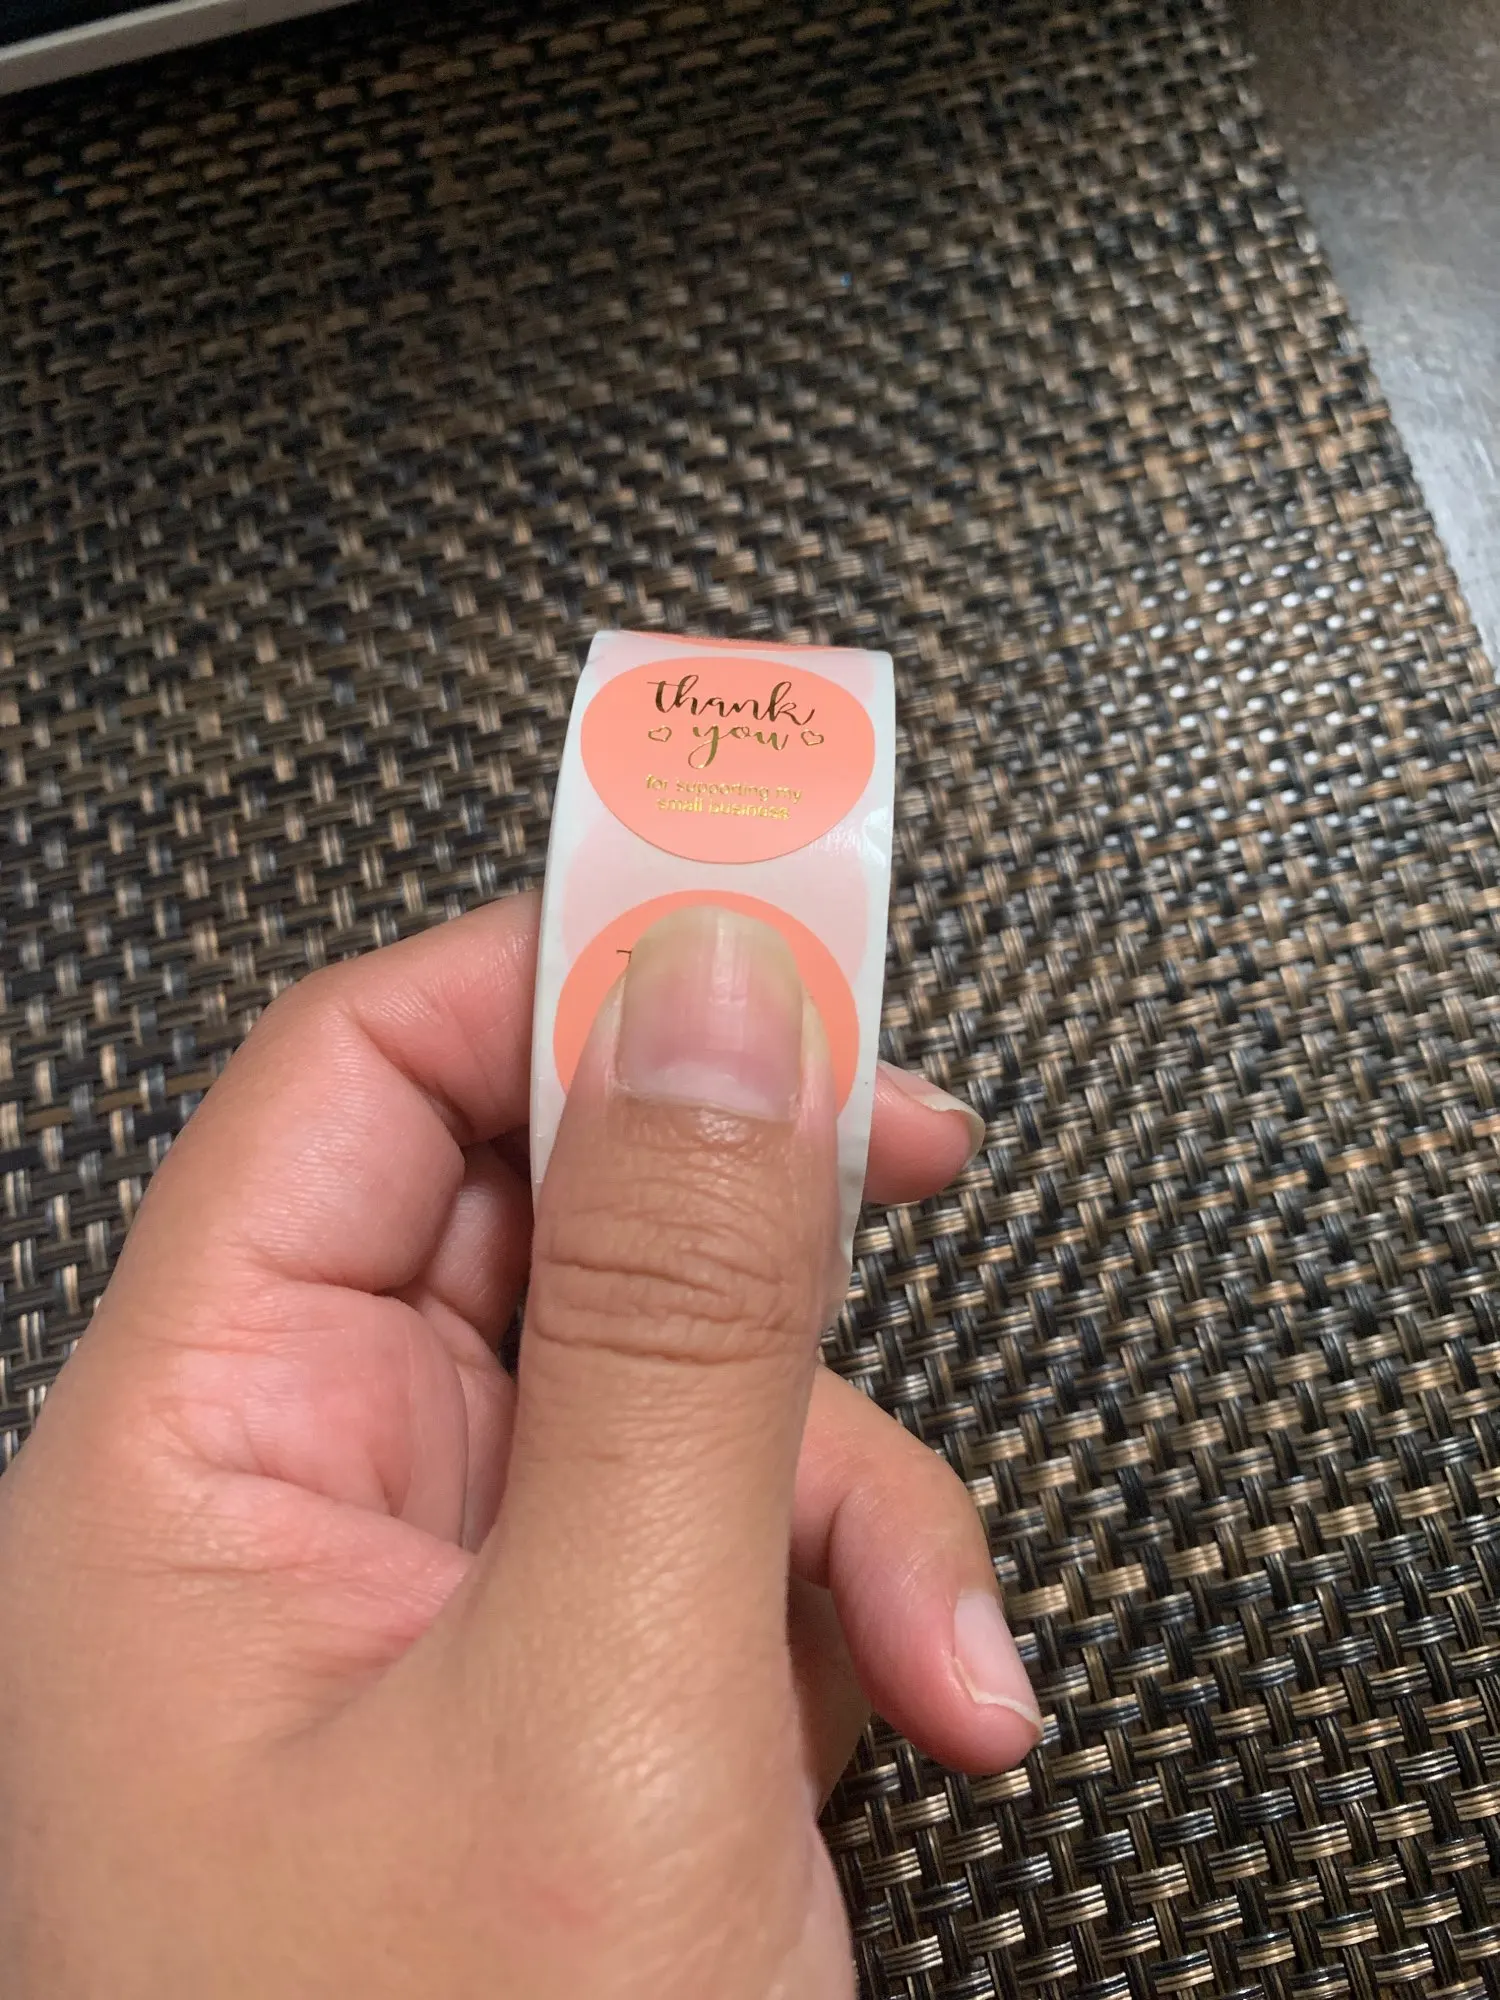 thank
you
for supporting my
small business